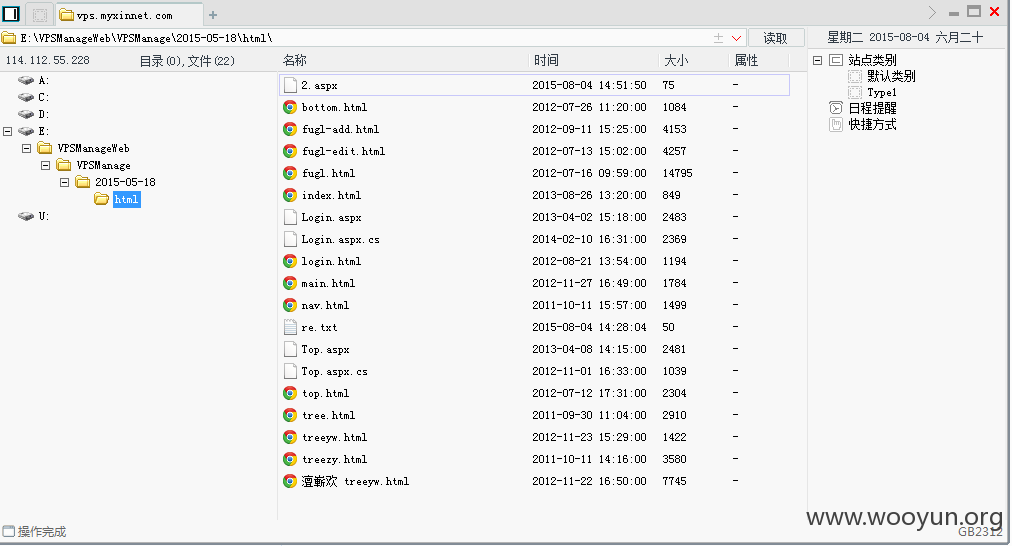 vps.myxinnet.com
E:\VPSManageWeb\VPSManage\2015-05-18\html\
读取
星期二 2015-08-04 六月二十
114.112.55.228
目录(0),文件(22)
名称 时间 大小 属性
A:
C:
D:
E:
VPSManageWeb
VPSManage
2015-05-18
html
U:
2.aspx 2015-08-04 14:51:50 75 -
bottom.html 2012-07-26 11:20:00 1084 -
fugl-add.html 2012-09-11 15:25:00 4153 -
fugl-edit.html 2012-07-13 15:02:00 4257 -
fugl.html 2012-07-16 09:59:00 14795 -
index.html 2013-08-26 13:20:00 849 -
Login.aspx 2013-04-02 15:18:00 2483 -
Login.aspx.cs 2014-02-10 16:31:00 2369 -
login.html 2012-08-21 13:54:00 1194 -
main.html 2012-11-27 16:49:00 1784 -
nav.html 2011-10-11 15:57:00 1499 -
re.txt 2015-08-04 14:28:04 50 -
Top.aspx 2013-04-08 14:15:00 2481 -
Top.aspx.cs 2012-11-01 16:33:00 1039 -
top.html 2012-07-12 17:31:00 2304 -
tree.html 2011-09-30 11:04:00 2910 -
treeyw.html 2012-11-23 15:29:00 1422 -
treezy.html 2011-10-11 14:16:00 3580 -
澶嶄欢 treeyw.html 2012-11-22 16:50:00 7745 -
站点类别
默认类别
Type1
日程提醒
快捷方式
操作完成
www.wooyun.org
GB2312